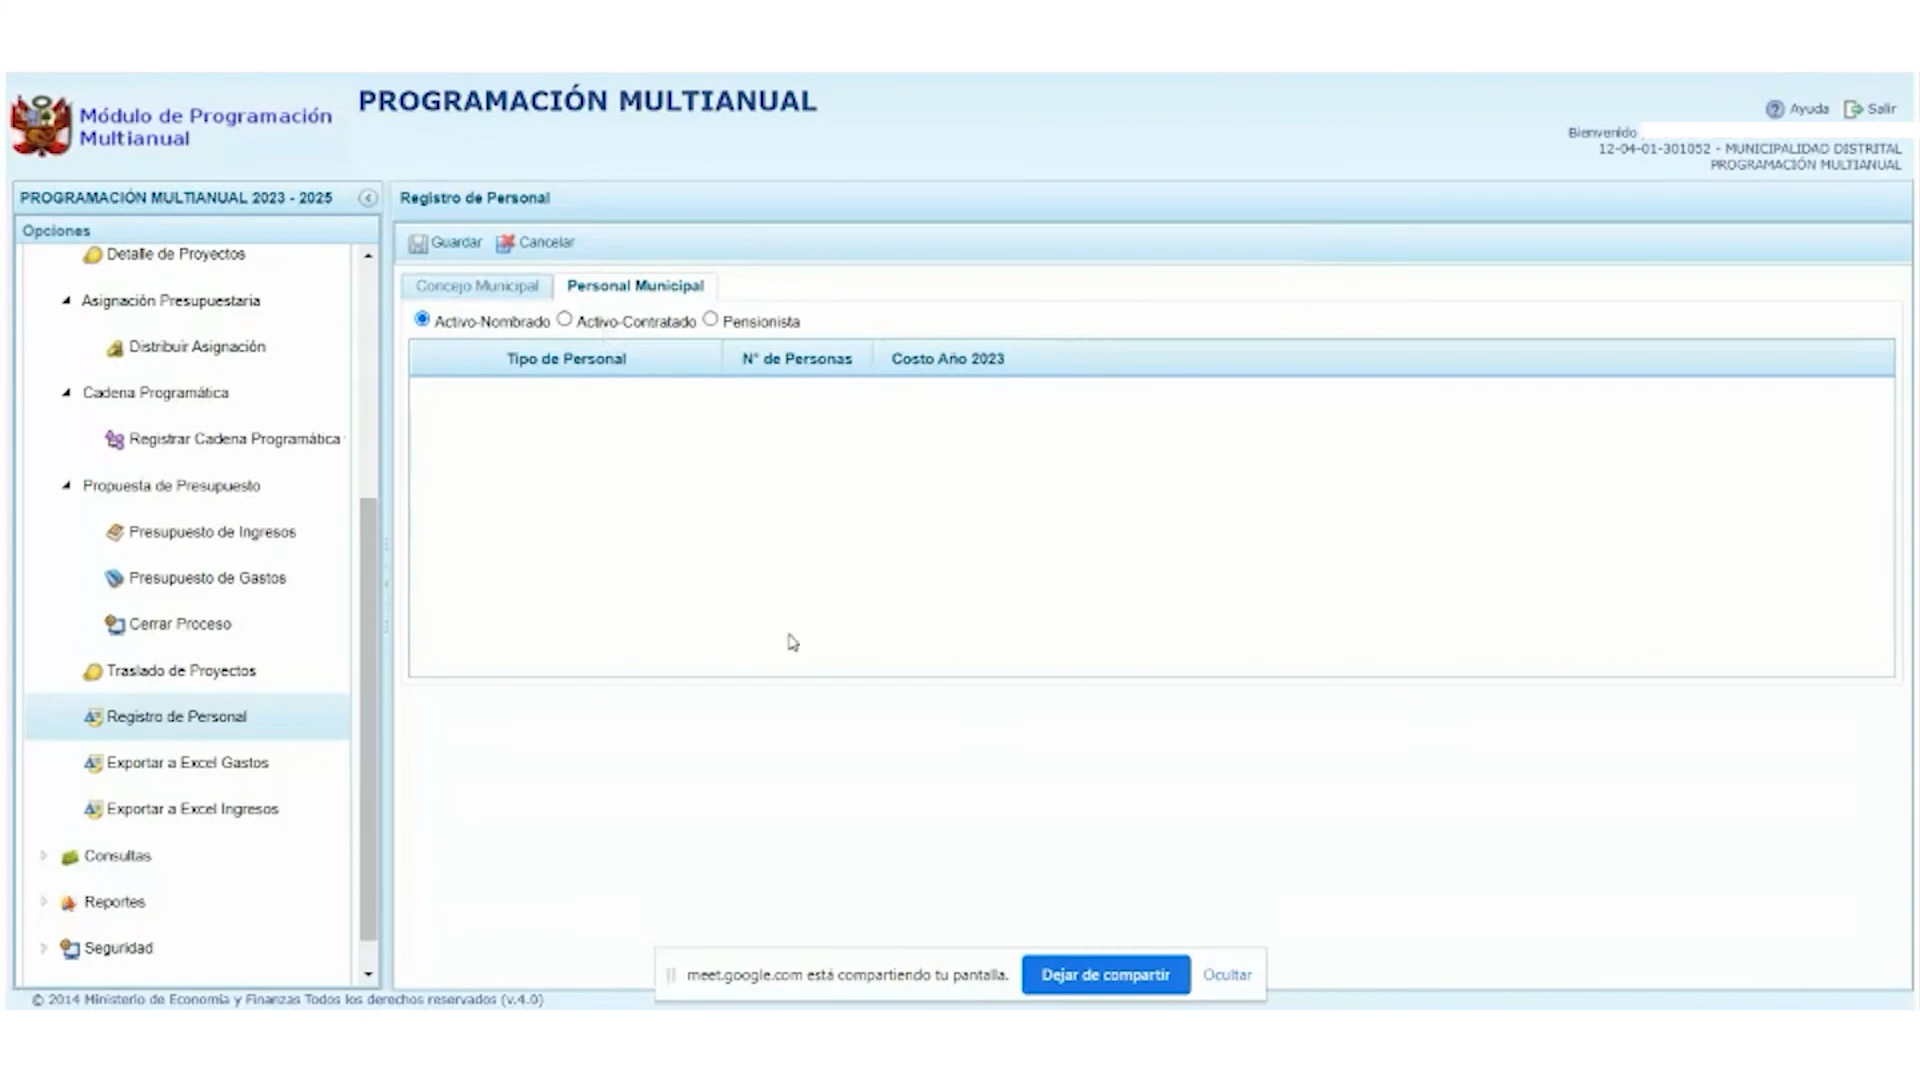 Módulo de Programación
Multianual
PROGRAMACIÓN MULTIANUAL
Ayuda Salir
Bienvenido
12-04-01-301052 - MUNICIPALIDAD DISTRITAL
PROGRAMACIÓN MULTIANUAL
PROGRAMACIÓN MULTIANUAL 2023 - 2025
Opciones
Detalle de Proyectos
Asignación Presupuestaria
Distribuir Asignación
Cadena Programática
Registrar Cadena Programática
Propuesta de Presupuesto
Presupuesto de Ingresos
Presupuesto de Gastos
Cerrar Proceso
Traslado de Proyectos
Registro de Personal
Exportar a Excel Gastos
Exportar a Excel Ingresos
Consultas
Reportes
Seguridad
Registro de Personal
Guardar Cancelar
Concejo Municipal Personal Municipal
Activo-Nombrado Activo-Contratado Pensionista
Tipo de Personal N° de Personas Costo Año 2023
meet.google.com está compartiendo tu pantalla. Dejar de compartir Ocultar
© 2014 Ministerio de Economía y Finanzas Todos los derechos reservados (v.4.0)